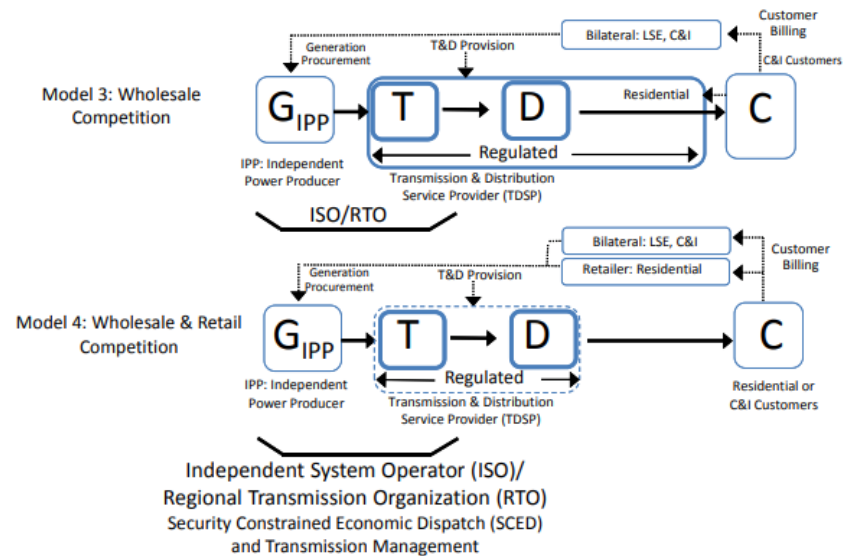 Customer
Billing
Bilateral: LSE, C&I
T&D Provision
Generation
Procurement
C&I Customers
Model 3: Wholesale
Competition
GIPP
T
D
Residential
C
Regulated
IPP: Independent
Power Producer
Transmission & Distribution
Service Provider (TDSP)
ISO/RTO
Bilateral: LSE, C&I
Customer
Billing
Retailer: Residential
Generation
Procurement
T&D Provision
Model 4: Wholesale & Retail
Competition
GIPP
T
D
C
Regulated
IPP: Independent
Power Producer
Transmission & Distribution
Service Provider (TDSP)
Residential or
C&I Customers
Independent System Operator (ISO)/
Regional Transmission Organization (RTO)
Security Constrained Economic Dispatch (SCED)
and Transmission Management